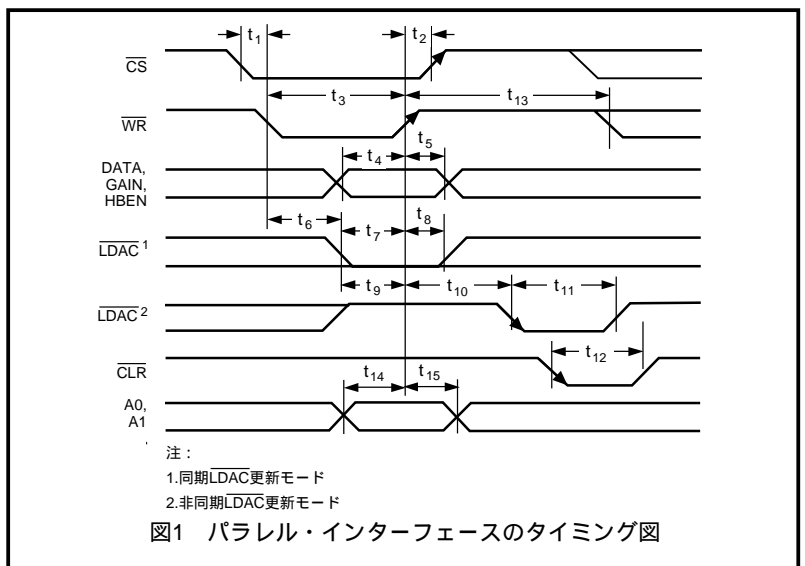 t1 t2
CS
t3 t13
WR
t4 t5
DATA,
GAIN,
HBEN
t6 t7 t8
LDAC1
t9 t10 t11
LDAC2
t12
CLR
t14 t15
A0,
A1
注：
1.同期LDAC更新モード
2.非同期LDAC更新モード
図1 パラレル・インターフェースのタイミング図